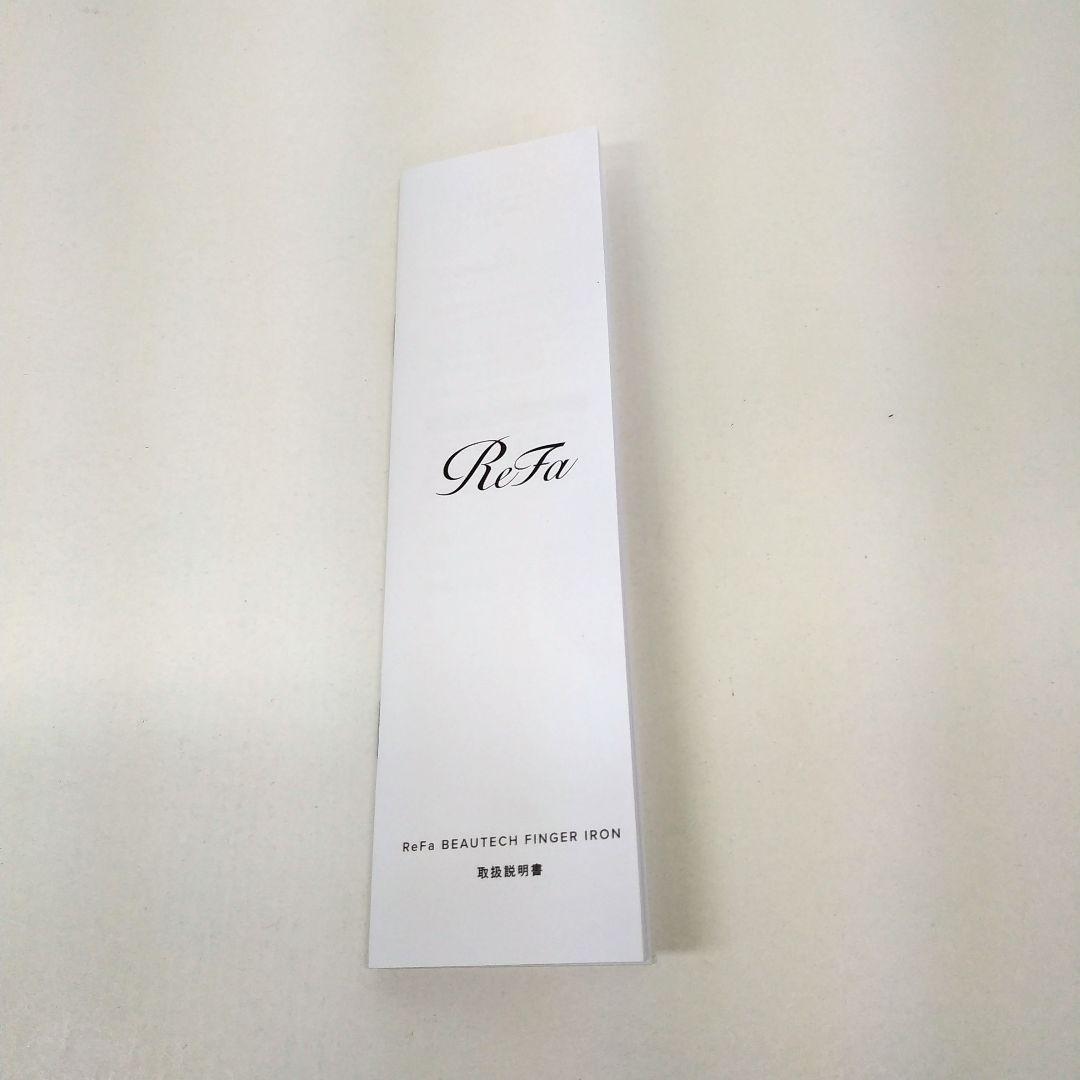 ReFa
ReFa BEAUTECH FINGER IRON
取扱説明書